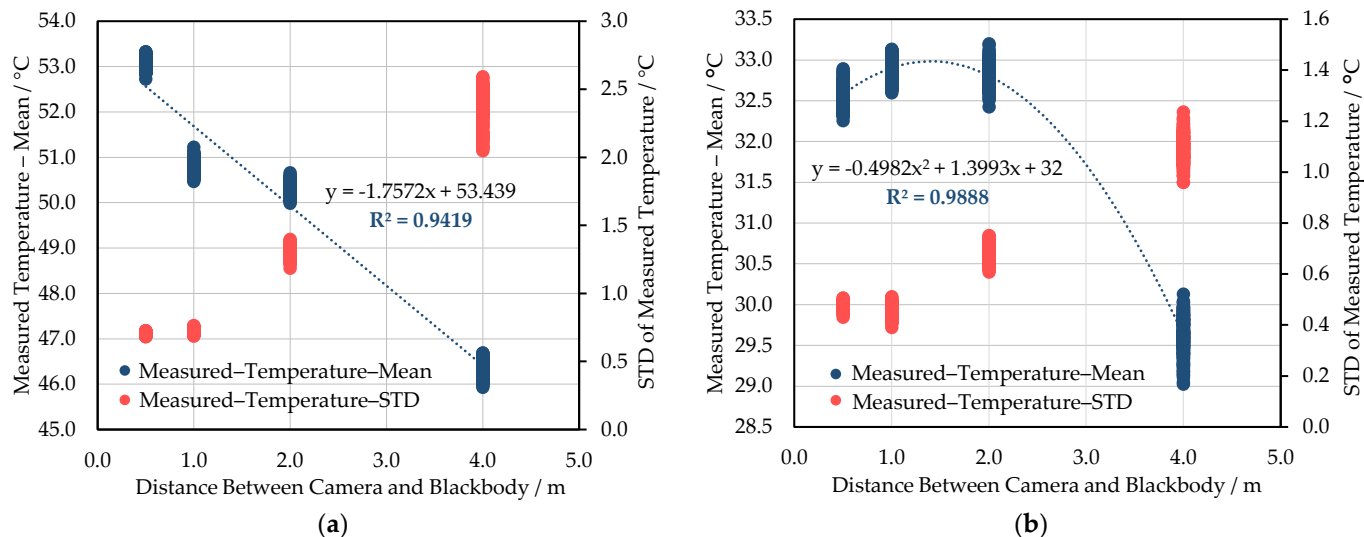 54.0
53.0
52.0
51.0
50.0
49.0
48.0
47.0
46.0
45.0
Measured Temperature – Mean / °C
3.0
2.5
2.0
1.5
1.0
0.5
0.0
STD of Measured Temperature / °C
y = -1.7572x + 53.439
R² = 0.9419
Measured–Temperature–Mean
Measured–Temperature–STD
0.0 1.0 2.0 3.0 4.0 5.0
Distance Between Camera and Blackbody / m
(a)
33.5
33.0
32.5
32.0
31.5
31.0
30.5
30.0
29.5
29.0
28.5
Measured Temperature – Mean / °C
1.6
1.4
1.2
1.0
0.8
0.6
0.4
0.2
0.0
STD of Measured Temperature / °C
y = -0.4982x² + 1.3993x + 32
R² = 0.9888
Measured–Temperature–Mean
Measured–Temperature–STD
0.0 1.0 2.0 3.0 4.0 5.0
Distance Between Camera and Blackbody / m
(b)